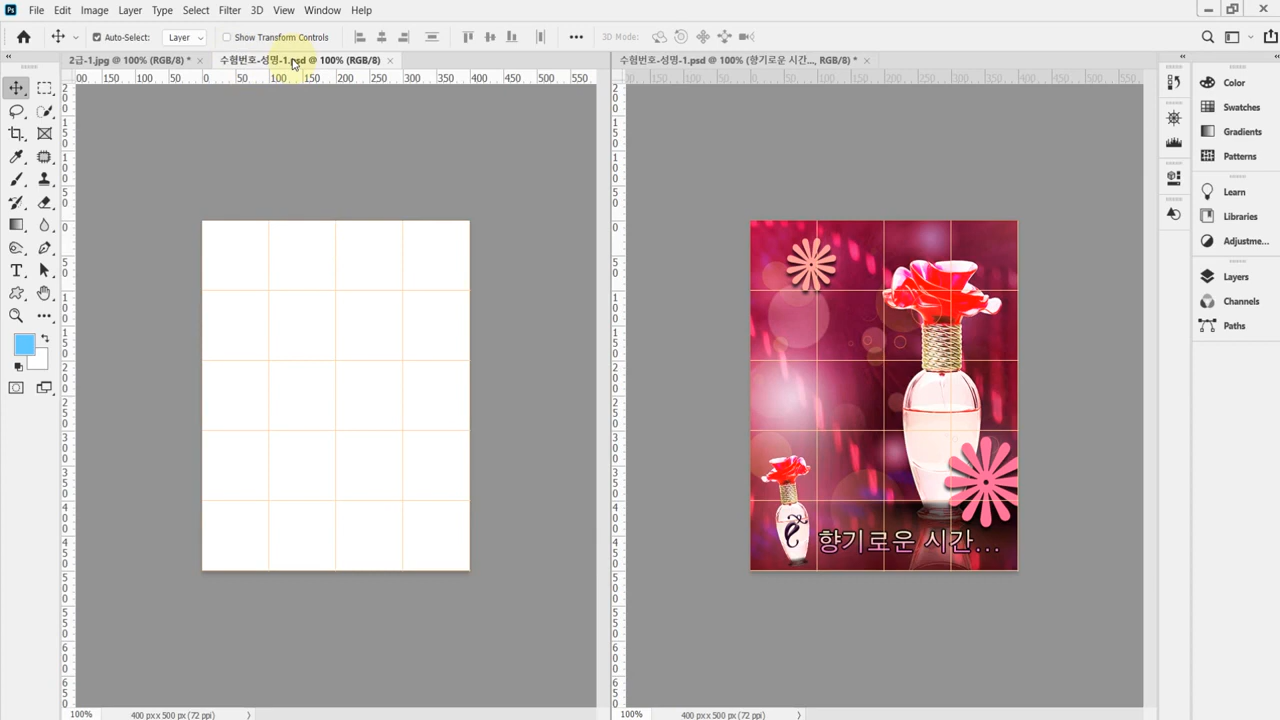 Ps File Edit Image Layer Type Select Filter 3D View Window Help
Auto-Select: Layer Show Transform Controls 3D Mode:
2급-1.jpg @ 100% (RGB/8) * 수험번호-성명-1.psd @ 100% (RGB/8) 수험번호-성명-1.psd @ 100% (향기로운 시간..., RGB/8) *
Color
Swatches
Gradients
Patterns
Learn
Libraries
Adjustme...
Layers
Channels
Paths
향기로운 시간...
100% 400 px x 500 px (72 ppi) 100% 400 px x 500 px (72 ppi)